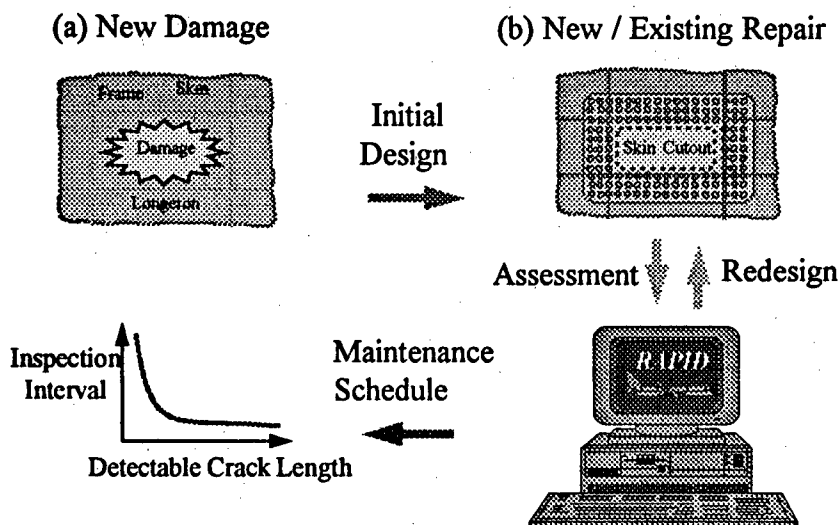 (a) New Damage
(b) New / Existing Repair
Frame Skin
Damage
Longeron
Initial
Design
Skin Cutout
Assessment
Redesign
Inspection
Interval
Detectable Crack Length
Maintenance
Schedule
RAPID